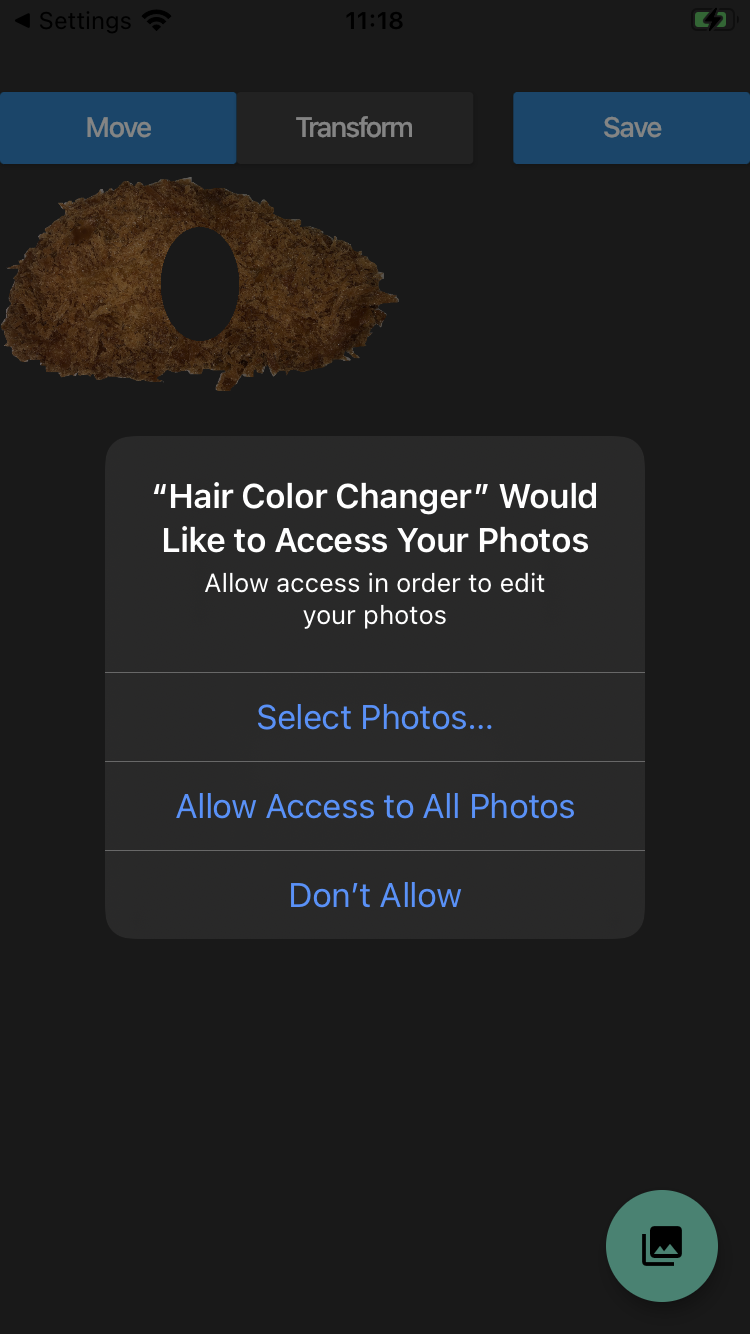 ◀ Settings 11:18
Move Transform Save
“Hair Color Changer” Would
Like to Access Your Photos
Allow access in order to edit
your photos
Select Photos...
Allow Access to All Photos
Don’t Allow